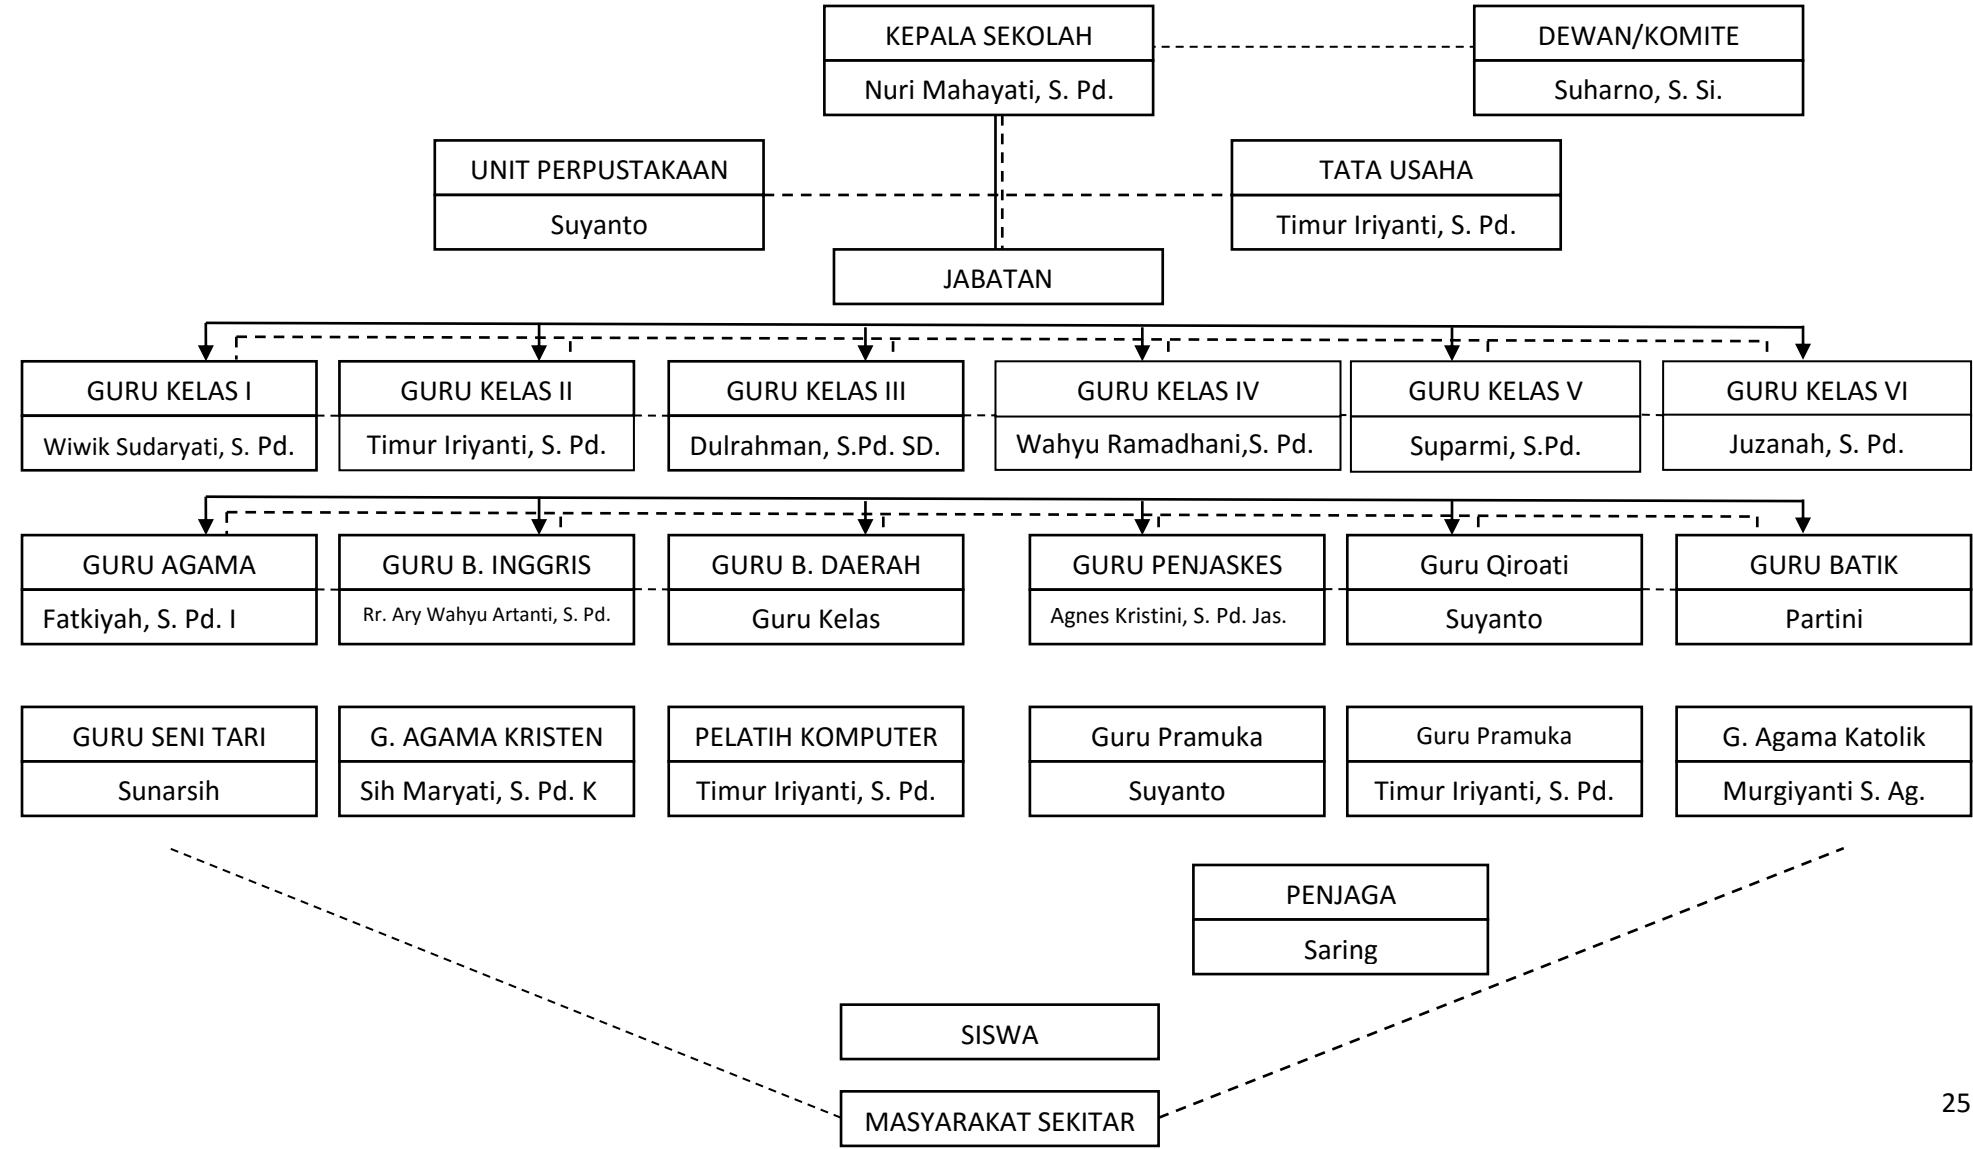 KEPALA SEKOLAH
Nuri Mahayati, S. Pd.
DEWAN/KOMITE
Suharno, S. Si.
UNIT PERPUSTAKAAN
Suyanto
TATA USAHA
Timur Iriyanti, S. Pd.
JABATAN
GURU KELAS I
Wiwik Sudaryati, S. Pd.
GURU KELAS II
Timur Iriyanti, S. Pd.
GURU KELAS III
Dulrahman, S.Pd. SD.
GURU KELAS IV
Wahyu Ramadhani,S. Pd.
GURU KELAS V
Suparmi, S.Pd.
GURU KELAS VI
Juzanah, S. Pd.
GURU AGAMA
Fatkiyah, S. Pd. I
GURU B. INGGRIS
Rr. Ary Wahyu Artanti, S. Pd.
GURU B. DAERAH
Guru Kelas
GURU PENJASKES
Agnes Kristini, S. Pd. Jas.
Guru Qiroati
Suyanto
GURU BATIK
Partini
GURU SENI TARI
Sunarsih
G. AGAMA KRISTEN
Sih Maryati, S. Pd. K
PELATIH KOMPUTER
Timur Iriyanti, S. Pd.
Guru Pramuka
Suyanto
Guru Pramuka
Timur Iriyanti, S. Pd.
G. Agama Katolik
Murgiyanti S. Ag.
PENJAGA
Saring
SISWA
MASYARAKAT SEKITAR
25